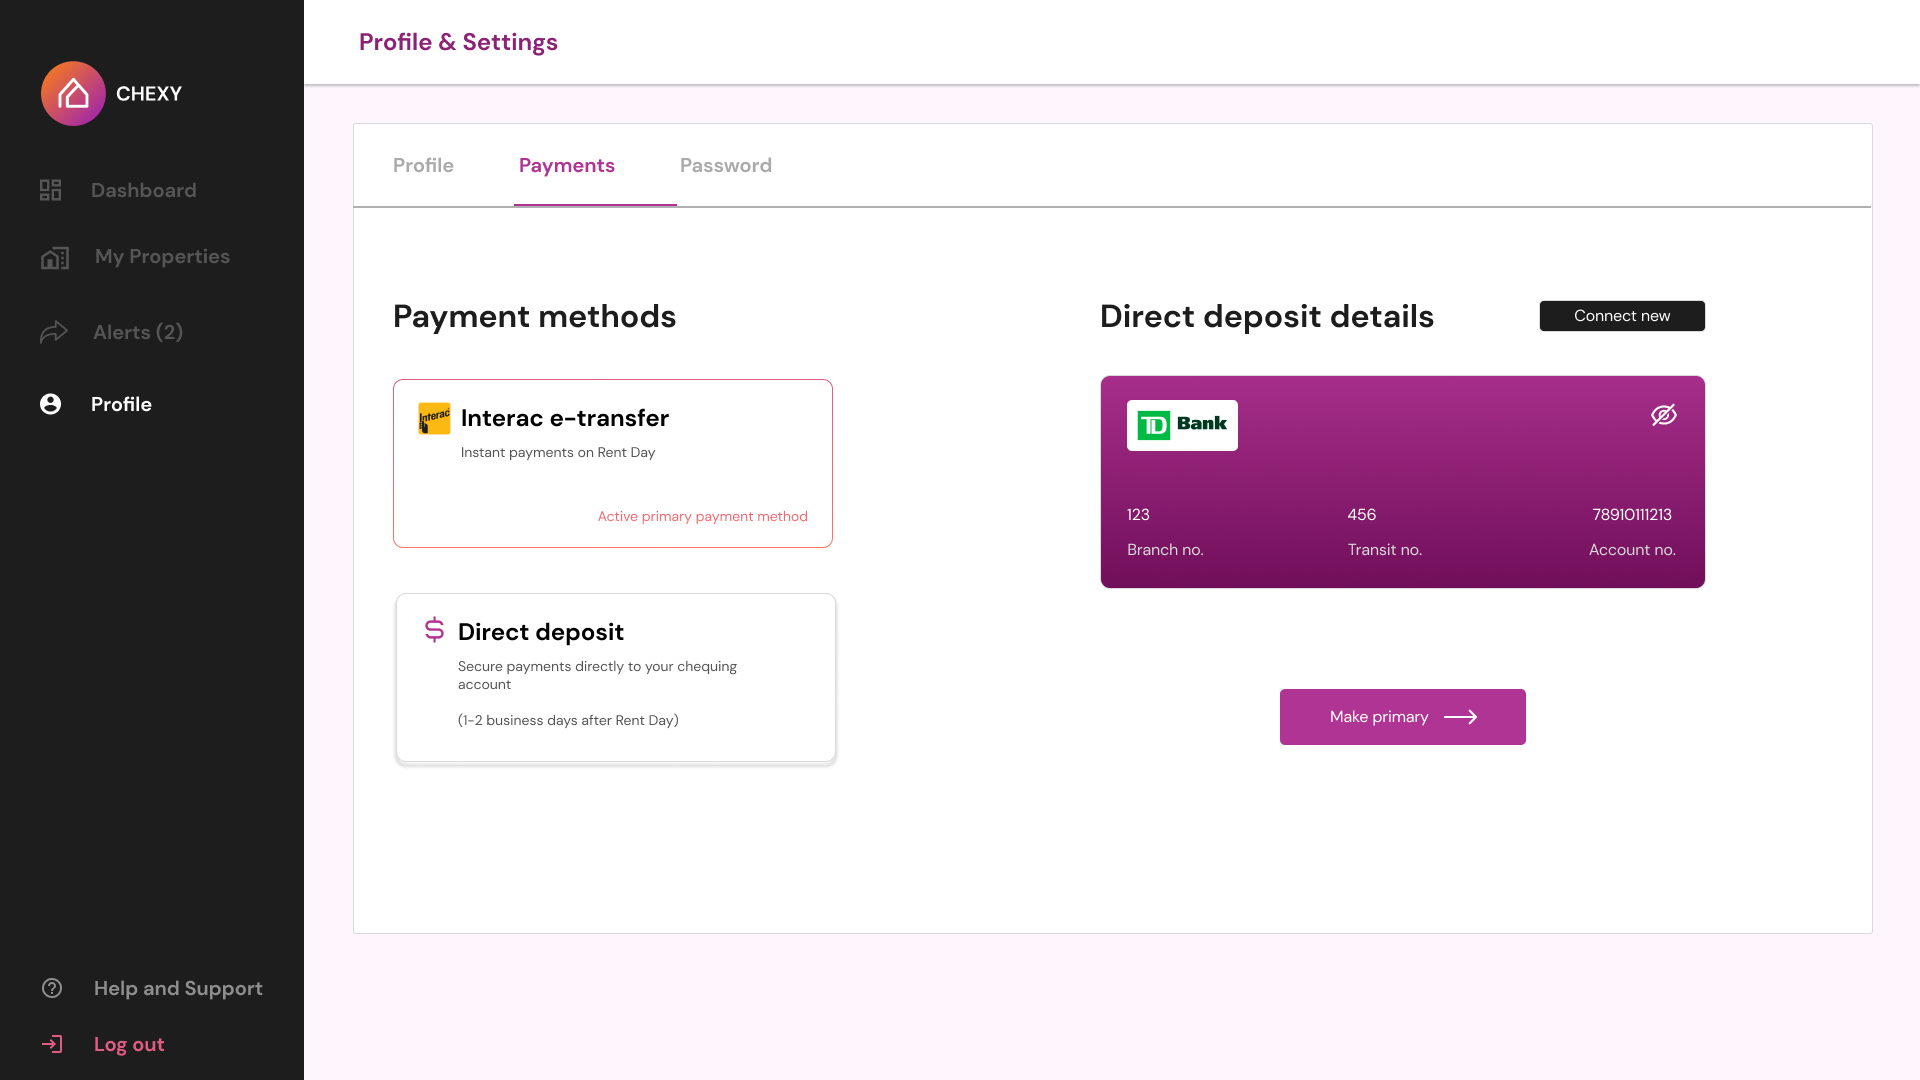 CHEXY
Dashboard
My Properties
Alerts (2)
Profile
Help and Support
Log out
Profile & Settings
Profile
Payments
Password
Payment methods
Interac
Interac e-transfer
Instant payments on Rent Day
Active primary payment method
$
Direct deposit
Secure payments directly to your chequing
account
(1-2 business days after Rent Day)
Direct deposit details
Connect new
TD Bank
123
456
78910111213
Branch no.
Transit no.
Account no.
Make primary